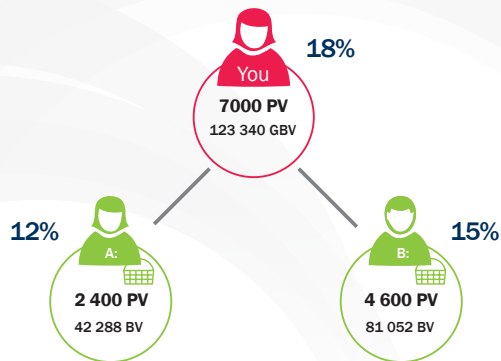 18%
You
7000 PV
123 340 GBV
12%
A:
2 400 PV
42 288 BV
15%
B:
4 600 PV
81 052 BV